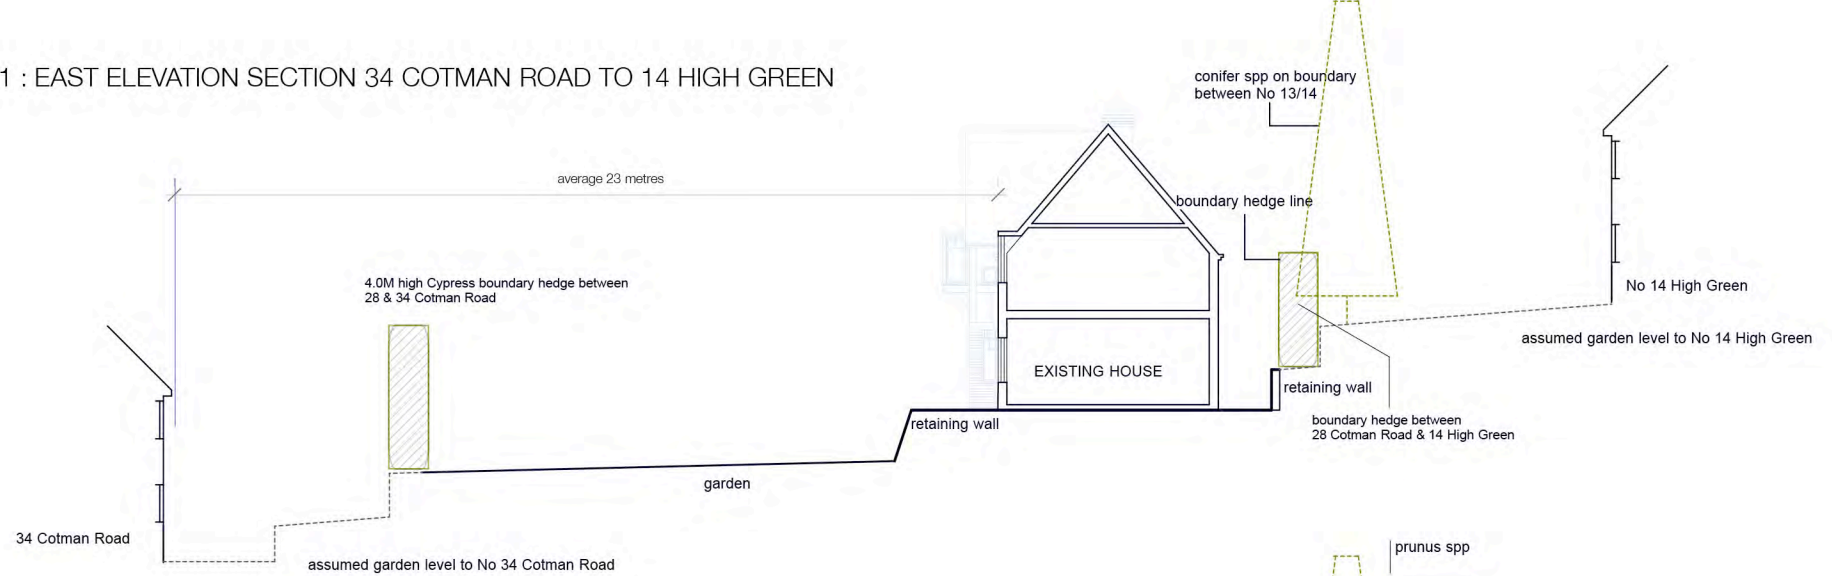 1 : EAST ELEVATION SECTION 34 COTMAN ROAD TO 14 HIGH GREEN
conifer spp on boundary
between No 13/14
average 23 metres
boundary hedge line
4.0M high Cypress boundary hedge between
28 & 34 Cotman Road
No 14 High Green
assumed garden level to No 14 High Green
EXISTING HOUSE
retaining wall
boundary hedge between
28 Cotman Road & 14 High Green
retaining wall
garden
34 Cotman Road
assumed garden level to No 34 Cotman Road
prunus spp